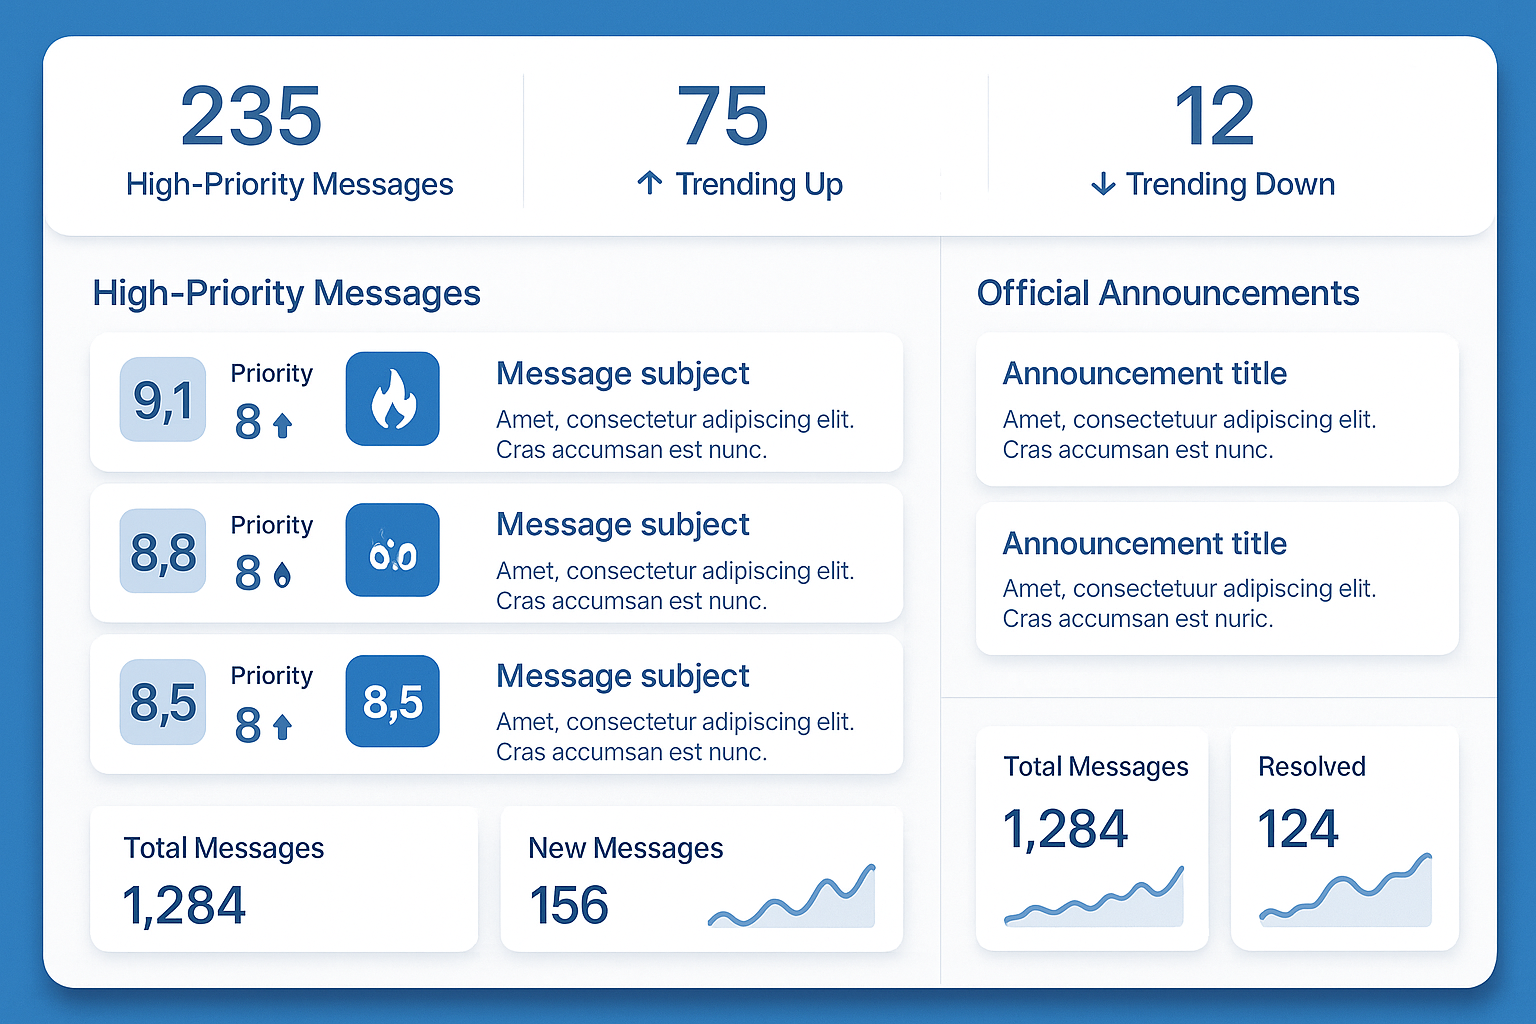 235
High-Priority Messages
75
↑ Trending Up
12
↓ Trending Down
High-Priority Messages
9,1
Priority
8
Message subject
Amet, consectetur adipiscing elit.
Cras accumsan est nunc.
8,8
Priority
8
Message subject
Amet, consectetur adipiscing elit.
Cras accumsan est nunc.
8,5
Priority
8
8,5
Message subject
Amet, consectetur adipiscing elit.
Cras accumsan est nunc.
Total Messages
1,284
New Messages
156
Official Announcements
Announcement title
Amet, consectetuur adipiscing elit.
Cras accumsan est nunc.
Announcement title
Amet, consectetuur adipiscing elit.
Cras accumsan est nuric.
Total Messages
1,284
Resolved
124